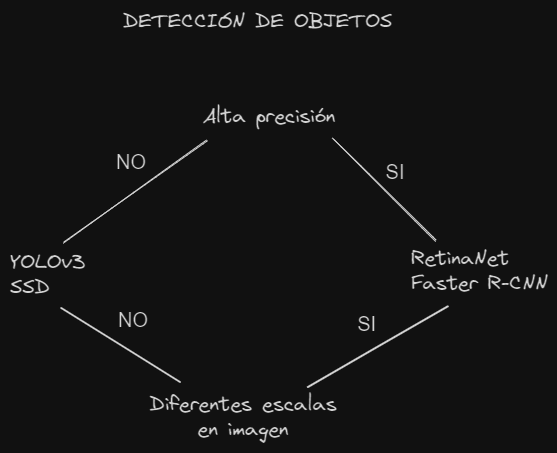 DETECCIÓN DE OBJETOS
Alta precisión
NO
SI
YOLOv3
SSD
RetinaNet
Faster R-CNN
NO
SI
Diferentes escalas
en imagen